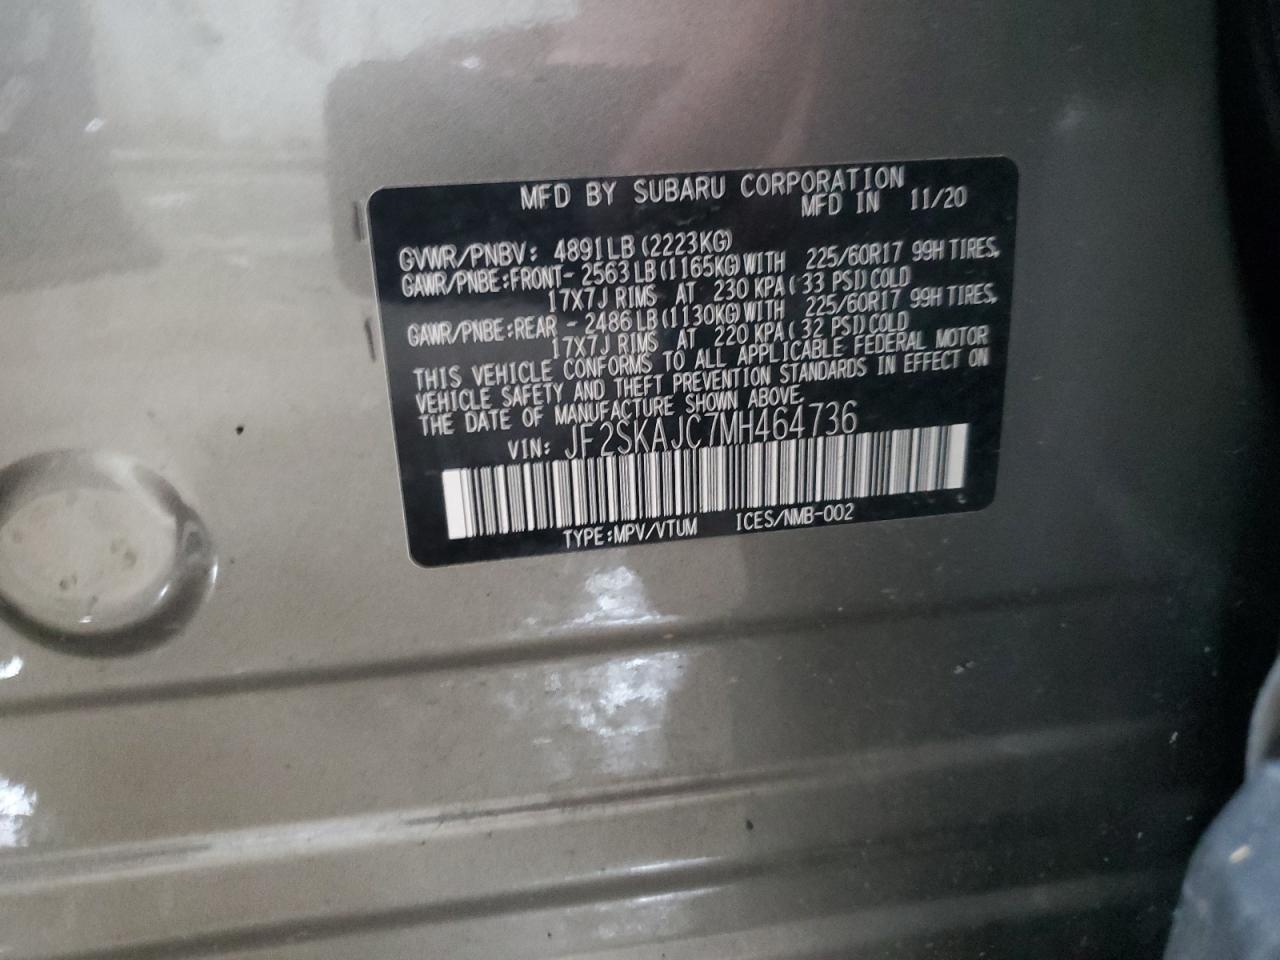 MFD BY SUBARU CORPORATION
MFD IN 11/20
GVWR/PNBV: 4891LB (2223KG)
GAWR/PNBE:FRONT- 2563LB (1165KG) WITH 225/60R17 99H TIRES,
17X7J RIMS AT 230 KPA( 33 PSI) COLD
GAWR/PNBE:REAR - 2486LB (1130KG) WITH 225/60R17 99H TIRES,
17X7J RIMS AT 220 KPA( 32 PSI) COLD
THIS VEHICLE CONFORMS TO ALL APPLICABLE FEDERAL MOTOR
VEHICLE SAFETY AND THEFT PREVENTION STANDARDS IN EFFECT ON
THE DATE OF MANUFACTURE SHOWN ABOVE.
VIN: JF2SKAJC7MH464736
TYPE:MPV/VTUM ICES/NMB-002